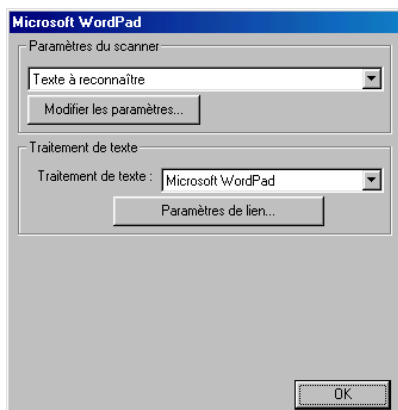 Microsoft WordPad
Paramètres du scanner
Texte à reconnaître
Modifier les paramètres...
Traitement de texte
Traitement de texte : Microsoft WordPad
Paramètres de lien...
OK